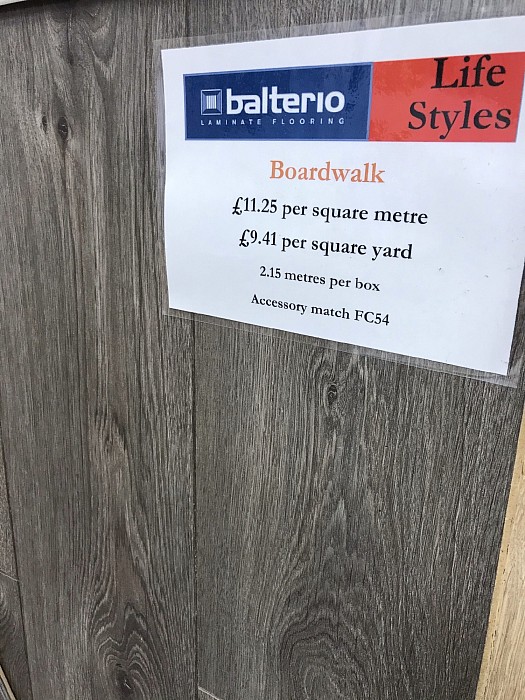 balterio
LAMINATE FLOORING
Life
Styles
Boardwalk
£11.25 per square metre
£9.41 per square yard
2.15 metres per box
Accessory match FC54